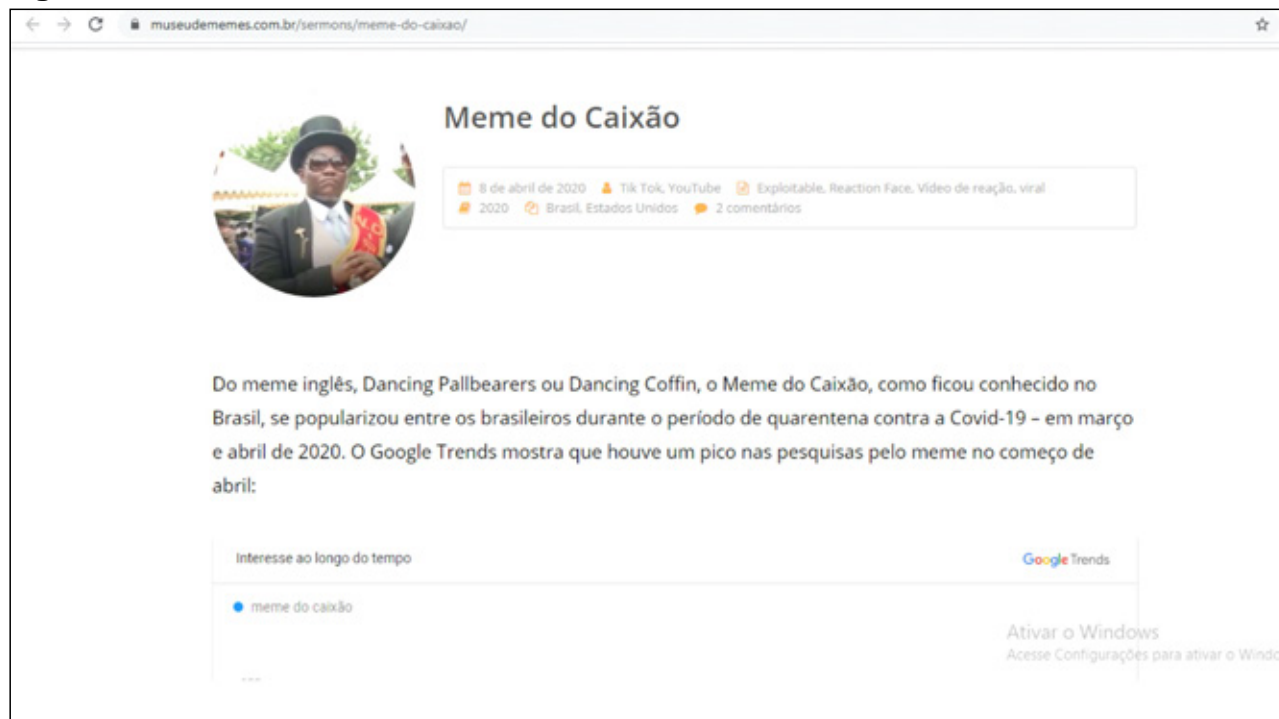 museudememes.com.br/sermons/meme-do-caixao/
Meme do Caixão
8 de abril de 2020 Tik Tok, YouTube Exploitable, Reaction Face, Vídeo de reação, viral
2020 Brasil, Estados Unidos 2 comentários
Do meme inglês, Dancing Pallbearers ou Dancing Coffin, o Meme do Caixão, como ficou conhecido no
Brasil, se popularizou entre os brasileiros durante o período de quarentena contra a Covid-19 – em março
e abril de 2020. O Google Trends mostra que houve um pico nas pesquisas pelo meme no começo de
abril:
Interesse ao longo do tempo Google Trends
meme do caixão
Ativar o Windows
Acesse Configurações para ativar o Windo